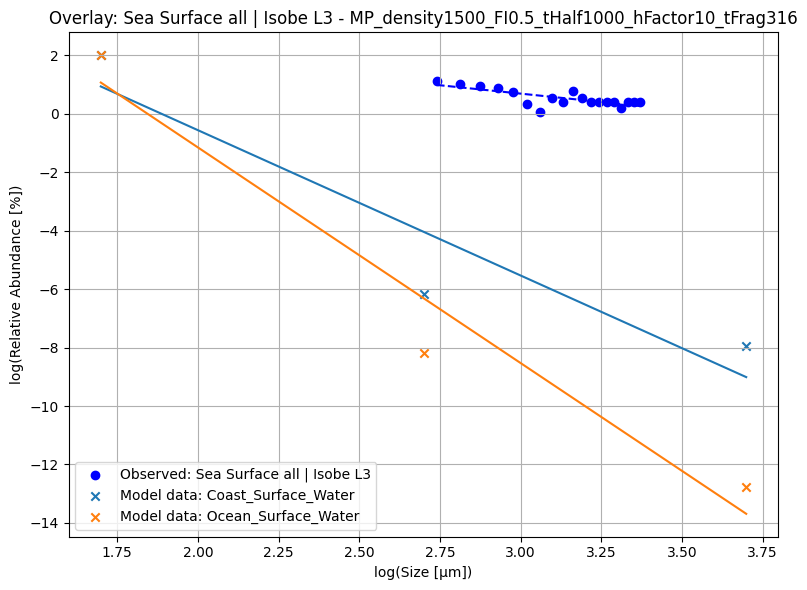 Overlay: Sea Surface all | Isobe L3 - MP_density1500_FI0.5_tHalf1000_hFactor10_tFrag316
log(Relative Abundance [%])
2
0
−2
−4
−6
−8
−10
−12
−14
Observed: Sea Surface all | Isobe L3
Model data: Coast_Surface_Water
Model data: Ocean_Surface_Water
1.75 2.00 2.25 2.50 2.75 3.00 3.25 3.50 3.75
log(Size [μm])